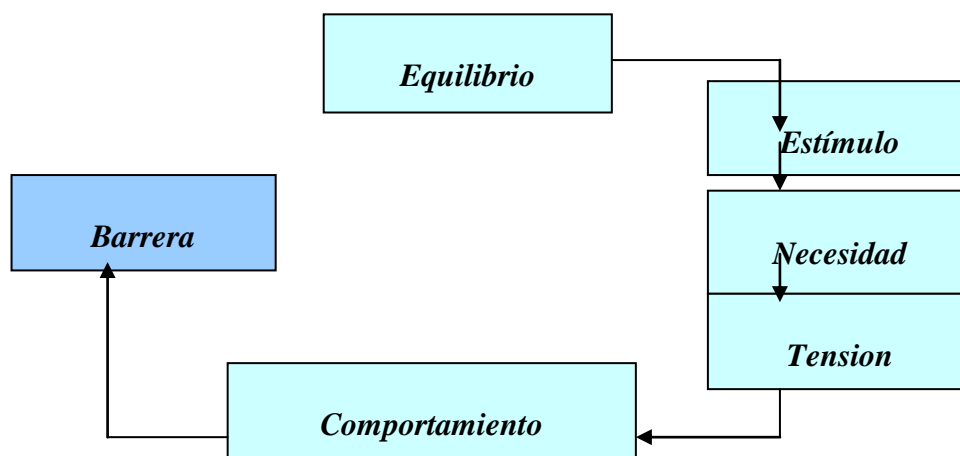 Equilibrio
Estímulo
Barrera
Necesidad
Tension
Comportamiento